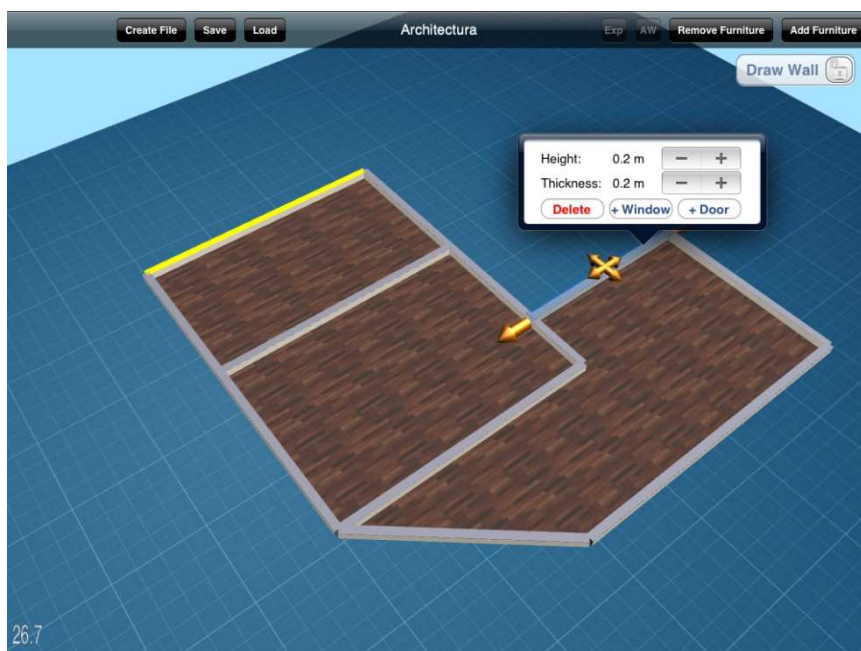 Create File Save Load Architectura Exp AW Remove Furniture Add Furniture
Draw Wall
Height: 0.2 m − +
Thickness: 0.2 m − +
Delete + Window + Door
26.7